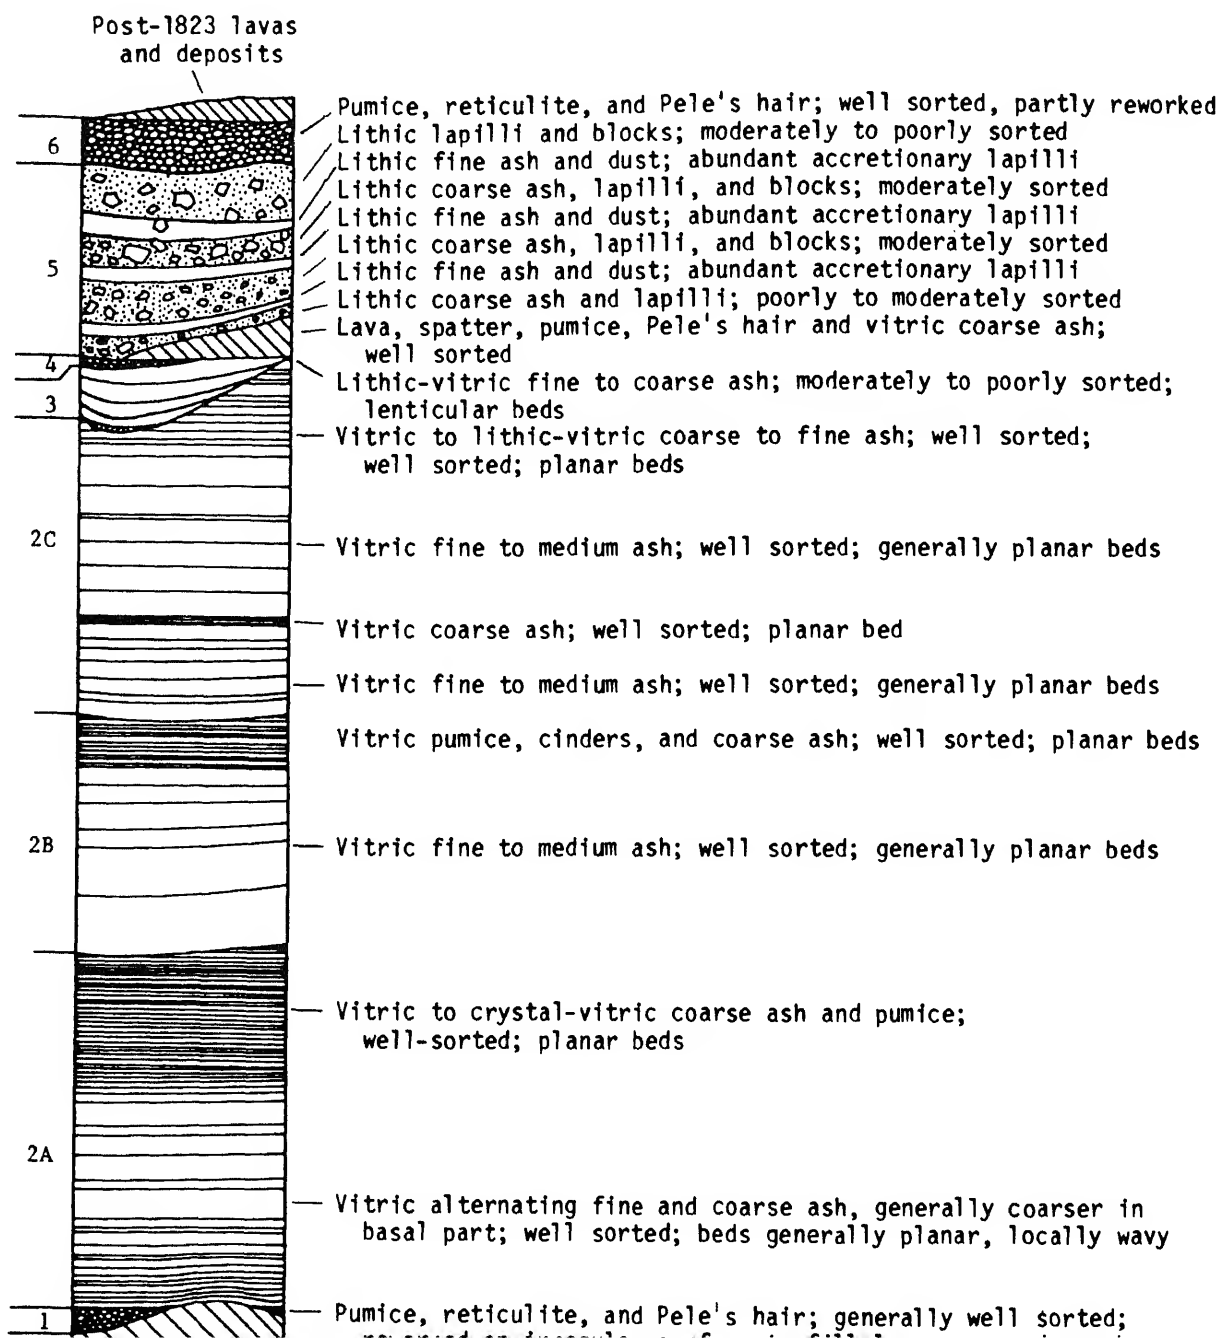 Post-1823 lavas
and deposits
Pumice, reticulite, and Pele's hair; well sorted, partly reworked
6
Lithic lapilli and blocks; moderately to poorly sorted
Lithic fine ash and dust; abundant accretionary lapilli
Lithic coarse ash, lapilli, and blocks; moderately sorted
Lithic fine ash and dust; abundant accretionary lapilli
Lithic coarse ash, lapilli, and blocks; moderately sorted
5
Lithic fine ash and dust; abundant accretionary lapilli
Lithic coarse ash and lapilli; poorly to moderately sorted
Lava, spatter, pumice, Pele's hair and vitric coarse ash;
well sorted
4
Lithic-vitric fine to coarse ash; moderately to poorly sorted;
lenticular beds
3
Vitric to lithic-vitric coarse to fine ash; well sorted;
well sorted; planar beds
2C
Vitric fine to medium ash; well sorted; generally planar beds
Vitric coarse ash; well sorted; planar bed
Vitric fine to medium ash; well sorted; generally planar beds
Vitric pumice, cinders, and coarse ash; well sorted; planar beds
2B
Vitric fine to medium ash; well sorted; generally planar beds
Vitric to crystal-vitric coarse ash and pumice;
well-sorted; planar beds
2A
Vitric alternating fine and coarse ash, generally coarser in
basal part; well sorted; beds generally planar, locally wavy
1
Pumice, reticulite, and Pele's hair; generally well sorted;